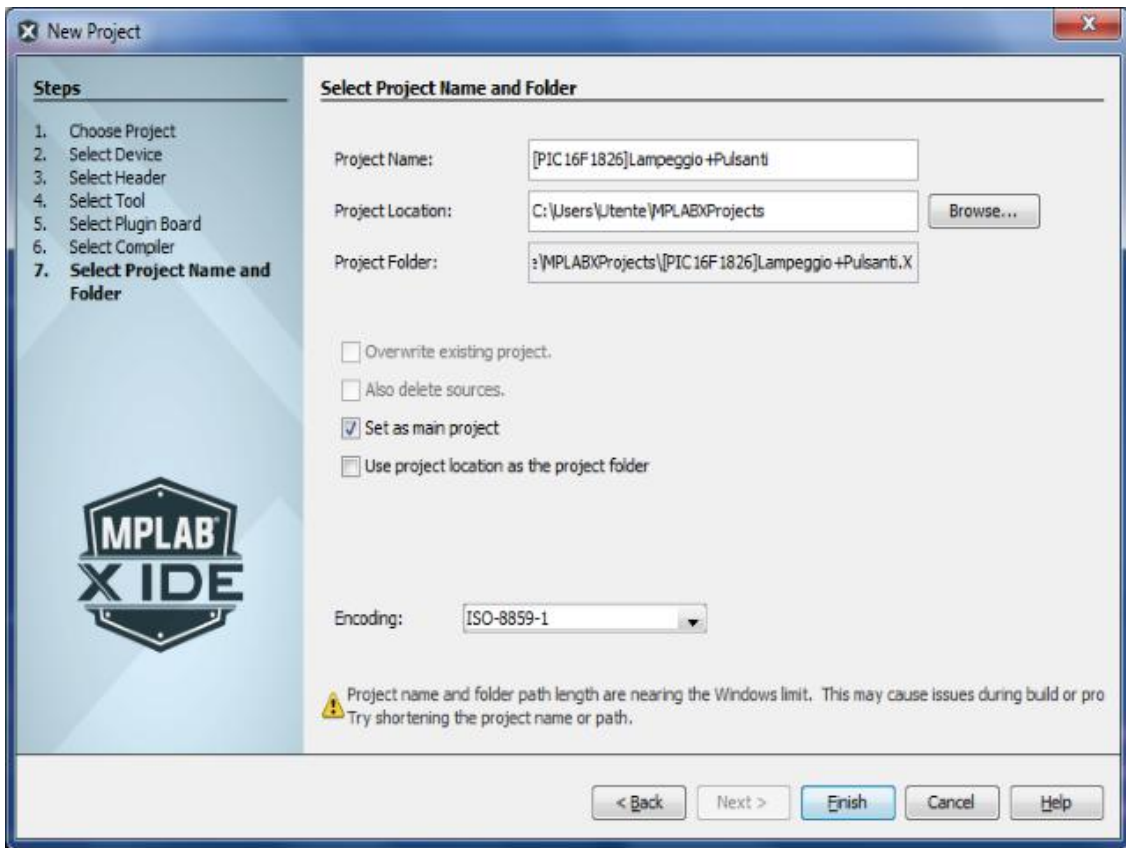 New Project
Steps
1. Choose Project
2. Select Device
3. Select Header
4. Select Tool
5. Select Plugin Board
6. Select Compiler
7. Select Project Name and
Folder
MPLAB
X IDE
Select Project Name and Folder
Project Name: [PIC16F1826]Lampeggio+Pulsanti
Project Location: C:\Users\Utente\MPLABXProjects Browse...
Project Folder: e\MPLABXProjects\[PIC16F1826]Lampeggio+Pulsanti.X
Overwrite existing project.
Also delete sources.
Set as main project
Use project location as the project folder
Encoding: ISO-8859-1
Project name and folder path length are nearing the Windows limit. This may cause issues during build or pro
Try shortening the project name or path.
< Back Next > Finish Cancel Help